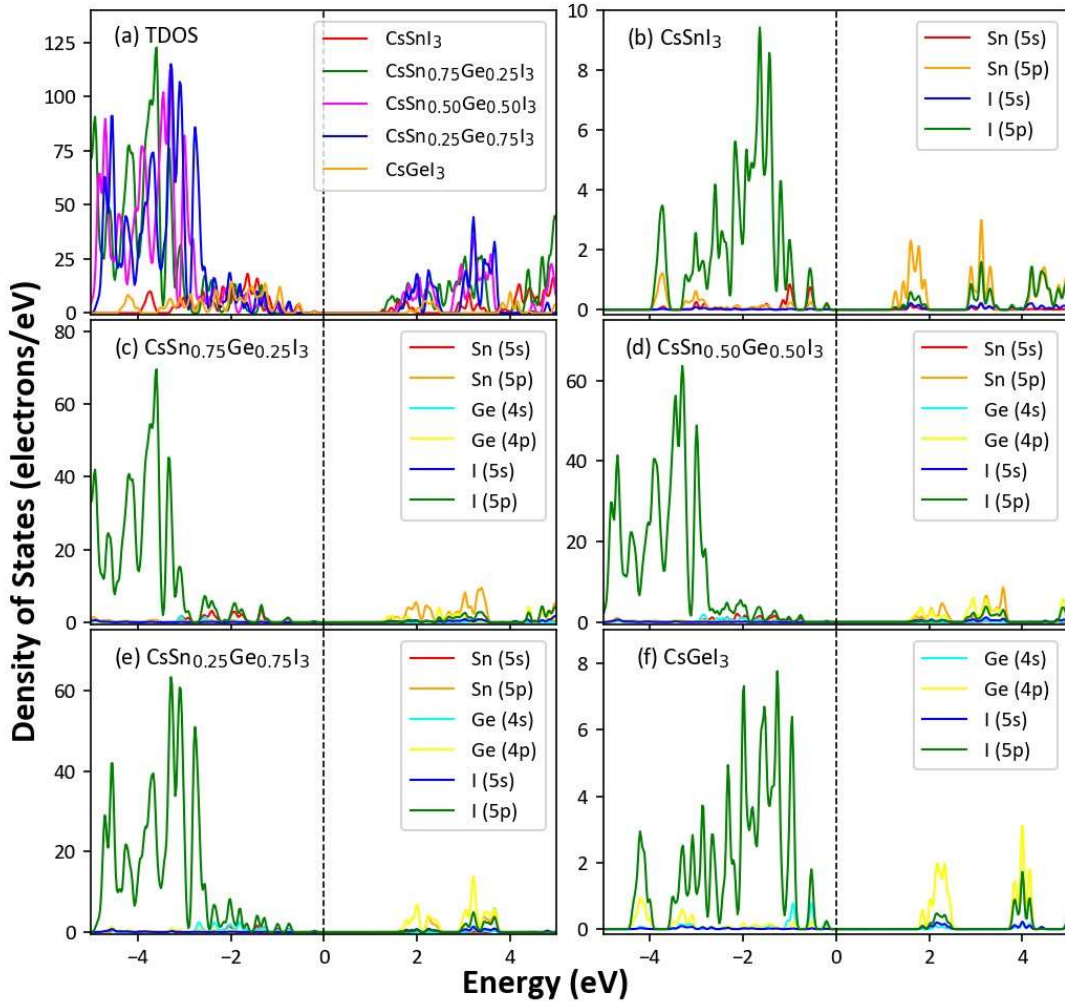 Density of States (electrons/eV)
(a) TDOS
CsSnI₃
CsSn₀.₇₅Ge₀.₂₅I₃
CsSn₀.₅₀Ge₀.₅₀I₃
CsSn₀.₂₅Ge₀.₇₅I₃
CsGeI₃
125
100
75
50
25
0
(b) CsSnI₃
Sn (5s)
Sn (5p)
I (5s)
I (5p)
10
8
6
4
2
0
(c) CsSn₀.₇₅Ge₀.₂₅I₃
Sn (5s)
Sn (5p)
Ge (4s)
Ge (4p)
I (5s)
I (5p)
80
60
40
20
0
(d) CsSn₀.₅₀Ge₀.₅₀I₃
Sn (5s)
Sn (5p)
Ge (4s)
Ge (4p)
I (5s)
I (5p)
60
40
20
0
(e) CsSn₀.₂₅Ge₀.₇₅I₃
Sn (5s)
Sn (5p)
Ge (4s)
Ge (4p)
I (5s)
I (5p)
60
40
20
0
−4 −2 0 2 4
(f) CsGeI₃
Ge (4s)
Ge (4p)
I (5s)
I (5p)
8
6
4
2
0
−4 −2 0 2 4
Energy (eV)